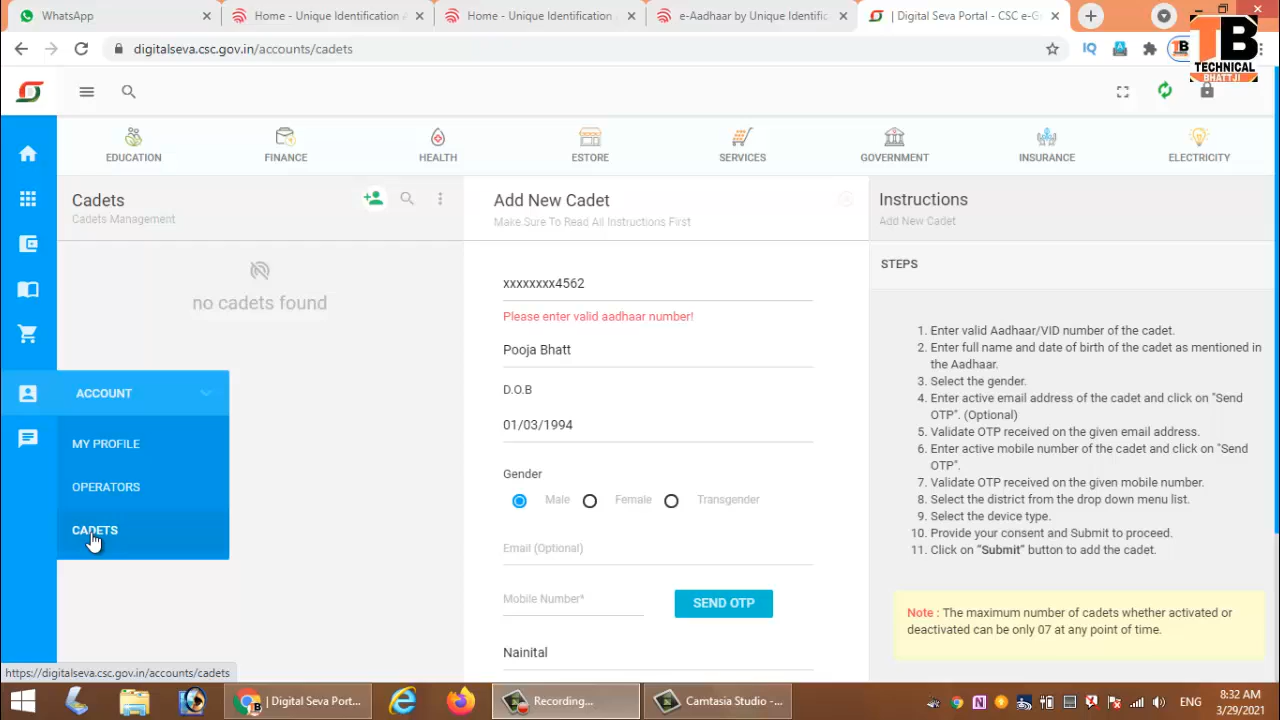 WhatsApp
Home - Unique Identification A
Home - Unique Identification A
e-Aadhaar by Unique Identific
| Digital Seva Portal - CSC e-G
digitalseva.csc.gov.in/accounts/cadets
IQ
TB
TECHNICAL
BHATTJI
EDUCATION
FINANCE
HEALTH
ESTORE
SERVICES
GOVERNMENT
INSURANCE
ELECTRICITY
Cadets
Cadets Management
no cadets found
ACCOUNT
MY PROFILE
OPERATORS
CADETS
Add New Cadet
Make Sure To Read All Instructions First
xxxxxxxx4562
Please enter valid aadhaar number!
Pooja Bhatt
D.O.B
01/03/1994
Gender
Male
Female
Transgender
Email (Optional)
Mobile Number*
SEND OTP
Nainital
Instructions
Add New Cadet
STEPS
1. Enter valid Aadhaar/VID number of the cadet.
2. Enter full name and date of birth of the cadet as mentioned in
the Aadhaar.
3. Select the gender.
4. Enter active email address of the cadet and click on "Send
OTP". (Optional)
5. Validate OTP received on the given email address.
6. Enter active mobile number of the cadet and click on "Send
OTP".
7. Validate OTP received on the given mobile number.
8. Select the district from the drop down menu list.
9. Select the device type.
10. Provide your consent and Submit to proceed.
11. Click on "Submit" button to add the cadet.
Note : The maximum number of cadets whether activated or
deactivated can be only 07 at any point of time.
https://digitalseva.csc.gov.in/accounts/cadets
| Digital Seva Port...
Recording...
Camtasia Studio -...
ENG
8:32 AM
3/29/2021